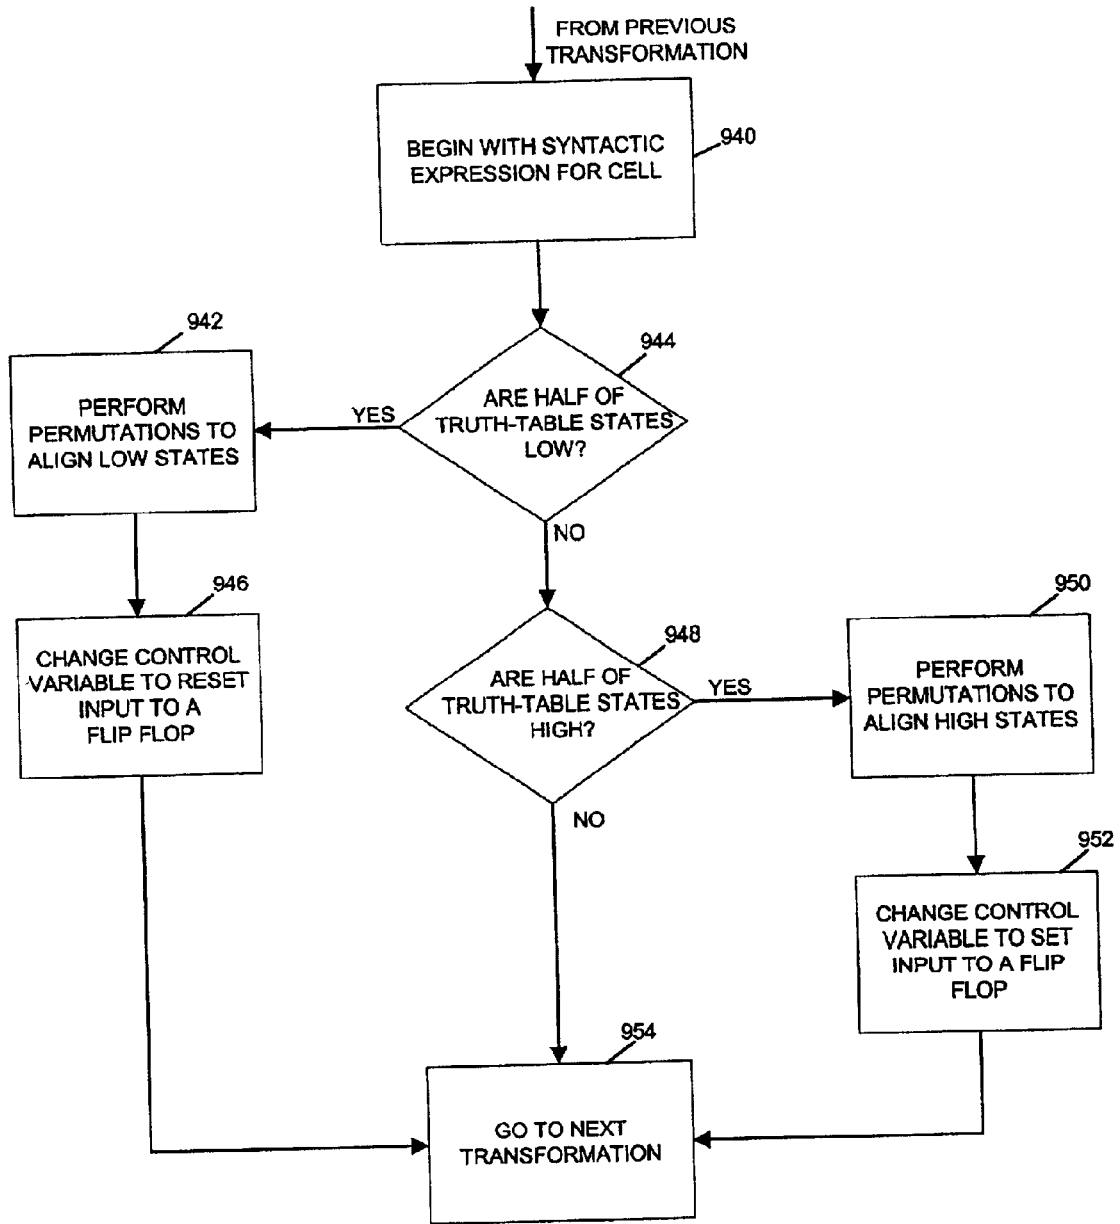 FROM PREVIOUS
TRANSFORMATION
BEGIN WITH SYNTACTIC
EXPRESSION FOR CELL
940
942
944
PERFORM
PERMUTATIONS TO
ALIGN LOW STATES
YES
ARE HALF OF
TRUTH-TABLE STATES
LOW?
NO
946
948
950
CHANGE CONTROL
VARIABLE TO RESET
INPUT TO A
FLIP FLOP
ARE HALF OF
TRUTH-TABLE STATES
HIGH?
YES
PERFORM
PERMUTATIONS TO
ALIGN HIGH STATES
NO
952
CHANGE CONTROL
VARIABLE TO SET
INPUT TO A FLIP
FLOP
954
GO TO NEXT
TRANSFORMATION